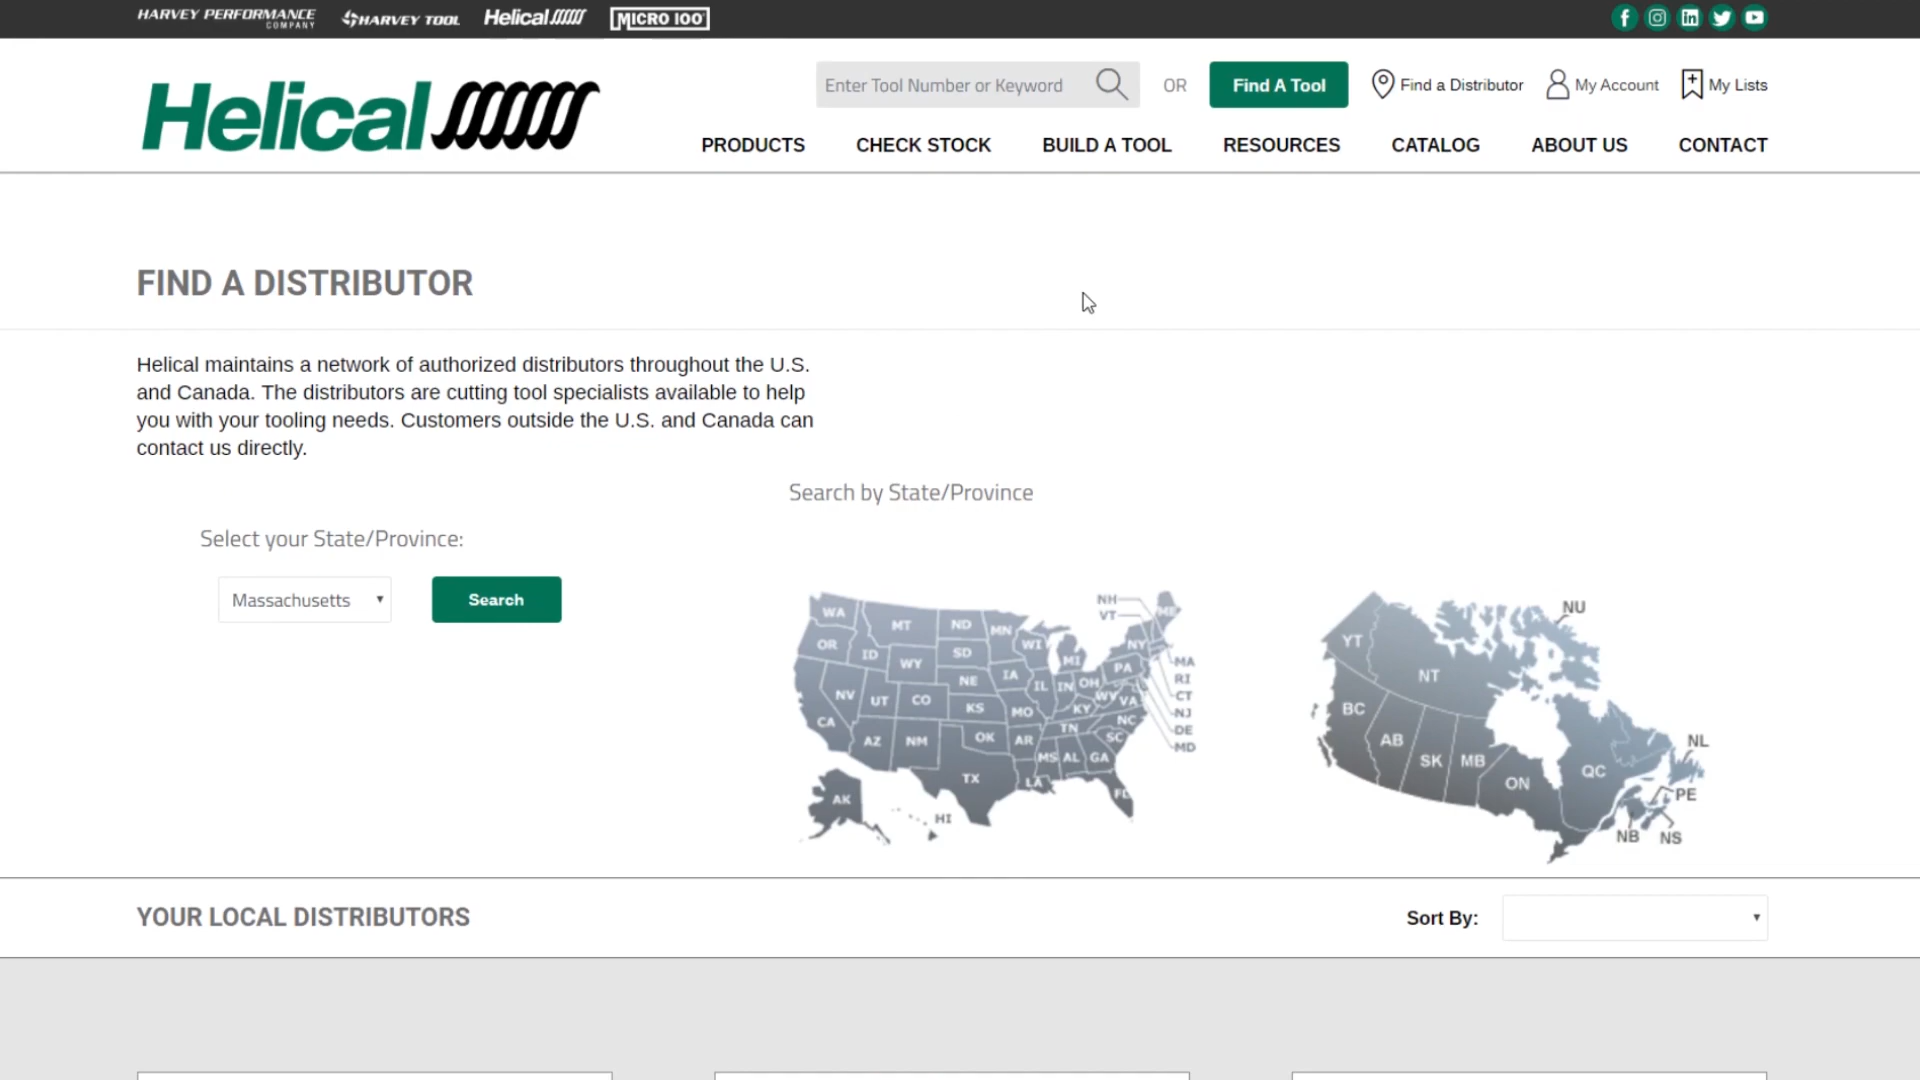 HARVEY PERFORMANCE
COMPANY
HARVEY TOOL
Helical
MICRO 100
Helical
Enter Tool Number or Keyword
OR
Find A Tool
Find a Distributor
My Account
My Lists
PRODUCTS
CHECK STOCK
BUILD A TOOL
RESOURCES
CATALOG
ABOUT US
CONTACT
FIND A DISTRIBUTOR
Helical maintains a network of authorized distributors throughout the U.S.
and Canada. The distributors are cutting tool specialists available to help
you with your tooling needs. Customers outside the U.S. and Canada can
contact us directly.
Search by State/Province
Select your State/Province:
Massachusetts
Search
WA
MT
ND
MN
NH
VT
ME
OR
ID
WY
SD
WI
MI
NY
MA
NV
UT
CO
NE
IA
IL
IN
OH
PA
RI
CT
CA
KS
MO
KY
WV
VA
NJ
AZ
NM
OK
AR
TN
NC
SC
DE
MD
TX
LA
MS
AL
GA
FL
AK
HI
NU
YT
NT
BC
AB
SK
MB
ON
QC
NL
PE
NB
NS
YOUR LOCAL DISTRIBUTORS
Sort By: